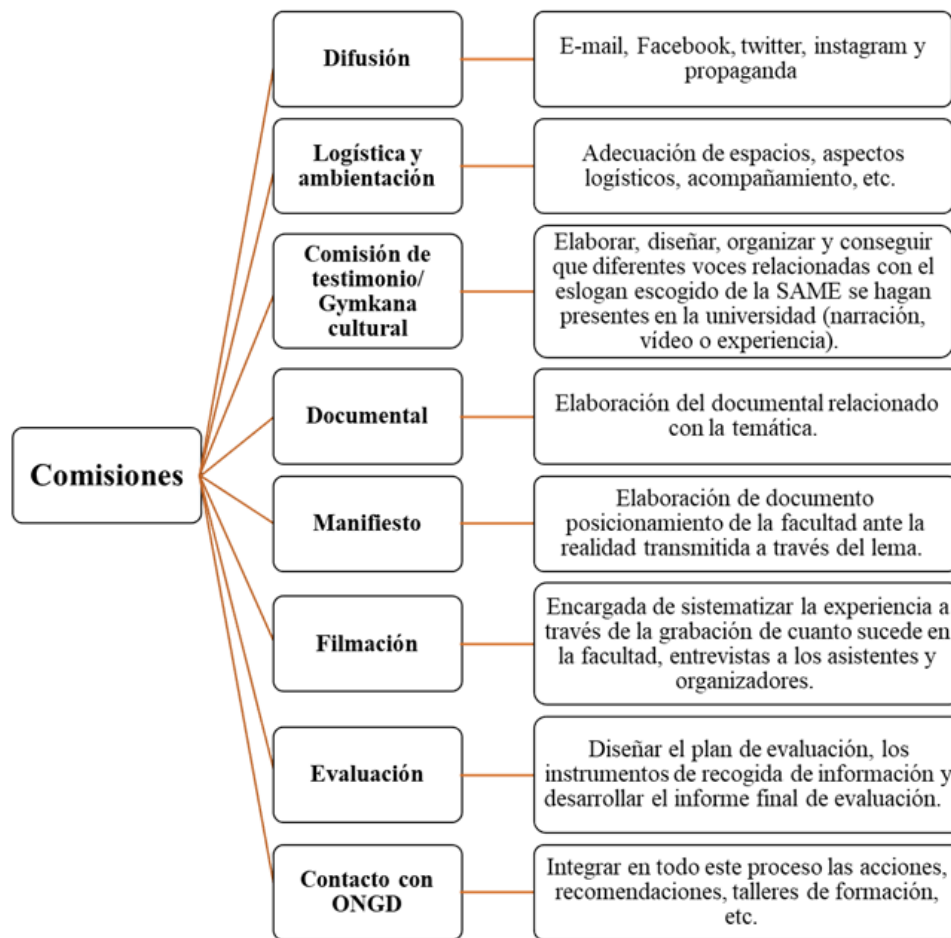 Difusión
E-mail, Facebook, twitter, instagram y
propaganda
Logística y
ambientación
Adecuación de espacios, aspectos
logísticos, acompañamiento, etc.
Comisión de
testimonio/
Gymkana
cultural
Elaborar, diseñar, organizar y conseguir
que diferentes voces relacionadas con el
eslogan escogido de la SAME se hagan
presentes en la universidad (narración,
vídeo o experiencia).
Documental
Elaboración del documental relacionado
con la temática.
Comisiones
Manifiesto
Elaboración de documento
posicionamiento de la facultad ante la
realidad transmitida a través del lema.
Filmación
Encargada de sistematizar la experiencia a
través de la grabación de cuanto sucede en
la facultad, entrevistas a los asistentes y
organizadores.
Evaluación
Diseñar el plan de evaluación, los
instrumentos de recogida de información y
desarrollar el informe final de evaluación.
Contacto con
ONGD
Integrar en todo este proceso las acciones,
recomendaciones, talleres de formación,
etc.